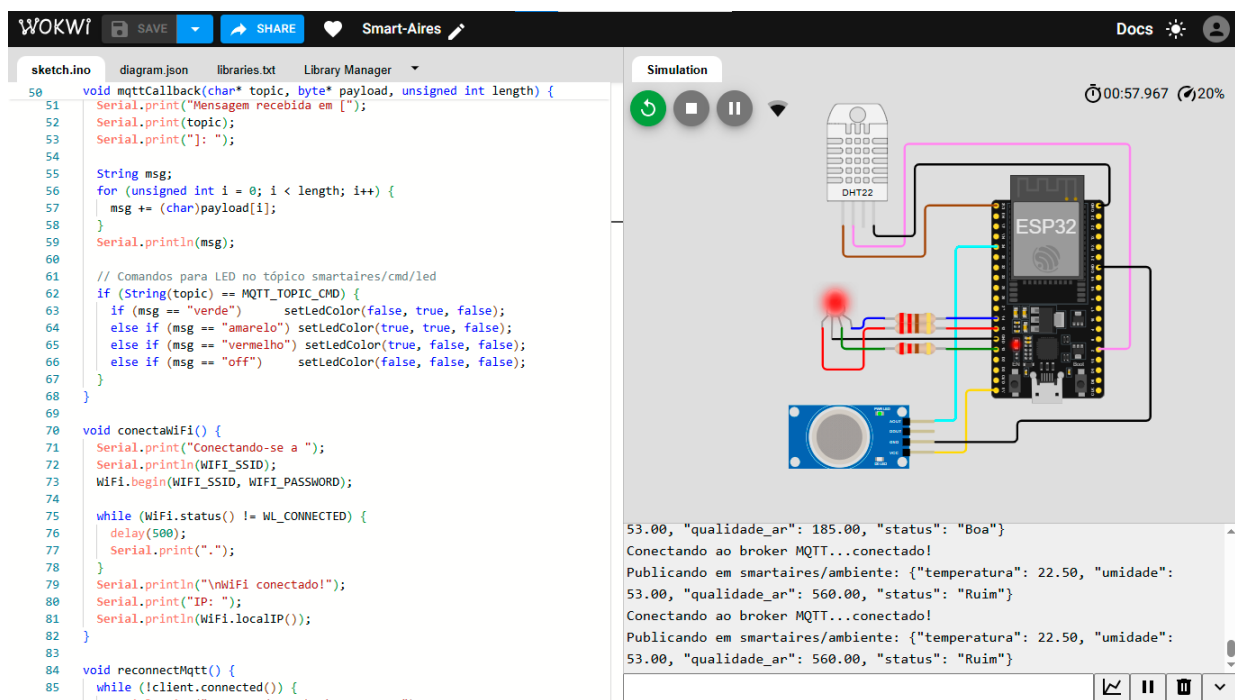 WOKWi SAVE SHARE Smart-Aires Docs
sketch.ino diagram.json libraries.txt Library Manager
50 void mqttCallback(char* topic, byte* payload, unsigned int length) {
51 Serial.print("Mensagem recebida em [");
52 Serial.print(topic);
53 Serial.print("]: ");
54
55 String msg;
56 for (unsigned int i = 0; i < length; i++) {
57 msg += (char)payload[i];
58 }
59 Serial.println(msg);
60
61 // Comandos para LED no tópico smartaires/cmd/led
62 if (String(topic) == MQTT_TOPIC_CMD) {
63 if (msg == "verde") setLedColor(false, true, false);
64 else if (msg == "amarelo") setLedColor(true, true, false);
65 else if (msg == "vermelho") setLedColor(true, false, false);
66 else if (msg == "off") setLedColor(false, false, false);
67 }
68 }
69
70 void conectaWiFi() {
71 Serial.print("Conectando-se a ");
72 Serial.println(WIFI_SSID);
73 WiFi.begin(WIFI_SSID, WIFI_PASSWORD);
74
75 while (WiFi.status() != WL_CONNECTED) {
76 delay(500);
77 Serial.print(".");
78 }
79 Serial.println("\nWiFi conectado!");
80 Serial.print("IP: ");
81 Serial.println(WiFi.localIP());
82 }
83
84 void reconnectMqtt() {
85 while (!client.connected()) {
Simulation
00:57.967 20%
DHT22
ESP32
53.00, "qualidade_ar": 185.00, "status": "Boa"}
Conectando ao broker MQTT...conectado!
Publicando em smartaires/ambiente: {"temperatura": 22.50, "umidade":
53.00, "qualidade_ar": 560.00, "status": "Ruim"}
Conectando ao broker MQTT...conectado!
Publicando em smartaires/ambiente: {"temperatura": 22.50, "umidade":
53.00, "qualidade_ar": 560.00, "status": "Ruim"}